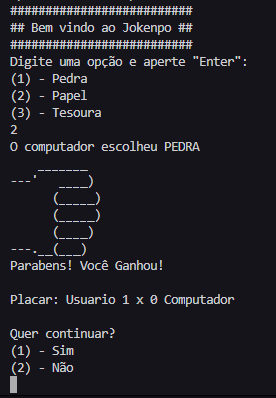 ##########################
## Bem vindo ao Jokenpo ##
##########################
Digite uma opção e aperte "Enter":
(1) - Pedra
(2) - Papel
(3) - Tesoura
2
O computador escolheu PEDRA
    _______
---'   ____)
      (_____)
      (_____)
      (____)
---.__(___)
Parabens! Você Ganhou!
Placar: Usuario 1 x 0 Computador
Quer continuar?
(1) - Sim
(2) - Não